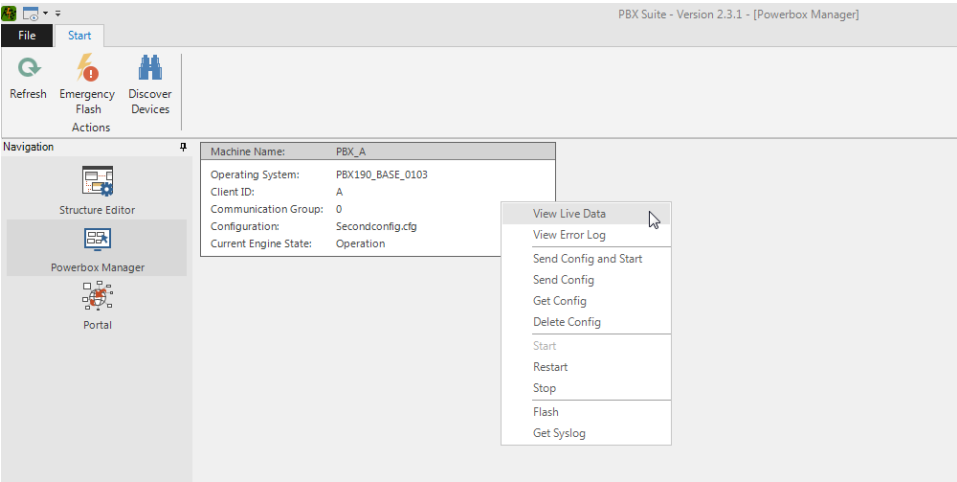 PBX Suite - Version 2.3.1 - [Powerbox Manager]
File Start
Refresh Emergency Flash Discover Devices
Actions
Navigation
Structure Editor
Powerbox Manager
Portal
Machine Name: PBX_A
Operating System: PBX190_BASE_0103
Client ID: A
Communication Group: 0
Configuration: Secondconfig.cfg
Current Engine State: Operation
View Live Data
View Error Log
Send Config and Start
Send Config
Get Config
Delete Config
Start
Restart
Stop
Flash
Get Syslog